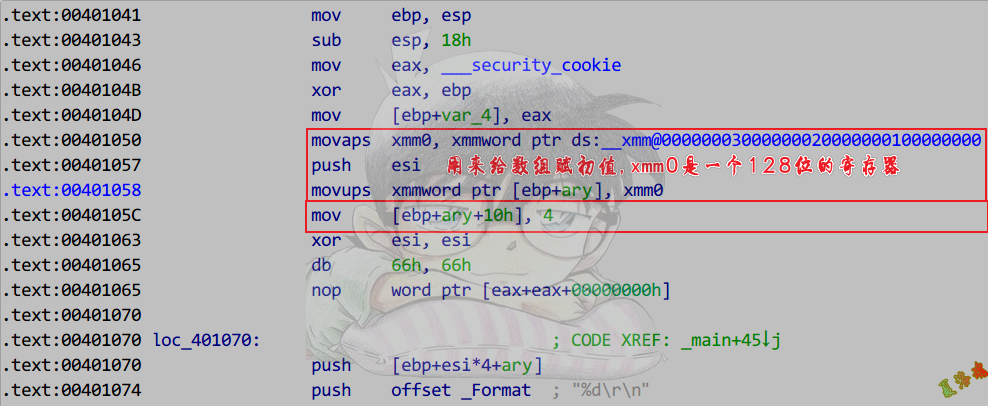 .text:00401041 mov ebp, esp
.text:00401043 sub esp, 18h
.text:00401046 mov eax, ___security_cookie
.text:0040104B xor eax, ebp
.text:0040104D mov [ebp+var_4], eax
.text:00401050 movaps xmm0, xmmword ptr ds:__xmm@00000003000000020000000100000000
.text:00401057 push esi 用来给数组赋初值,xmm0是一个128位的寄存器
.text:00401058 movups xmmword ptr [ebp+ary], xmm0
.text:0040105C mov [ebp+ary+10h], 4
.text:00401063 xor esi, esi
.text:00401065 db 66h, 66h
.text:00401065 nop word ptr [eax+eax+00000000h]
.text:00401070
.text:00401070 loc_401070: ; CODE XREF: _main+45↓j
.text:00401070 push [ebp+esi*4+ary]
.text:00401074 push offset _Format ; "%d\r\n"